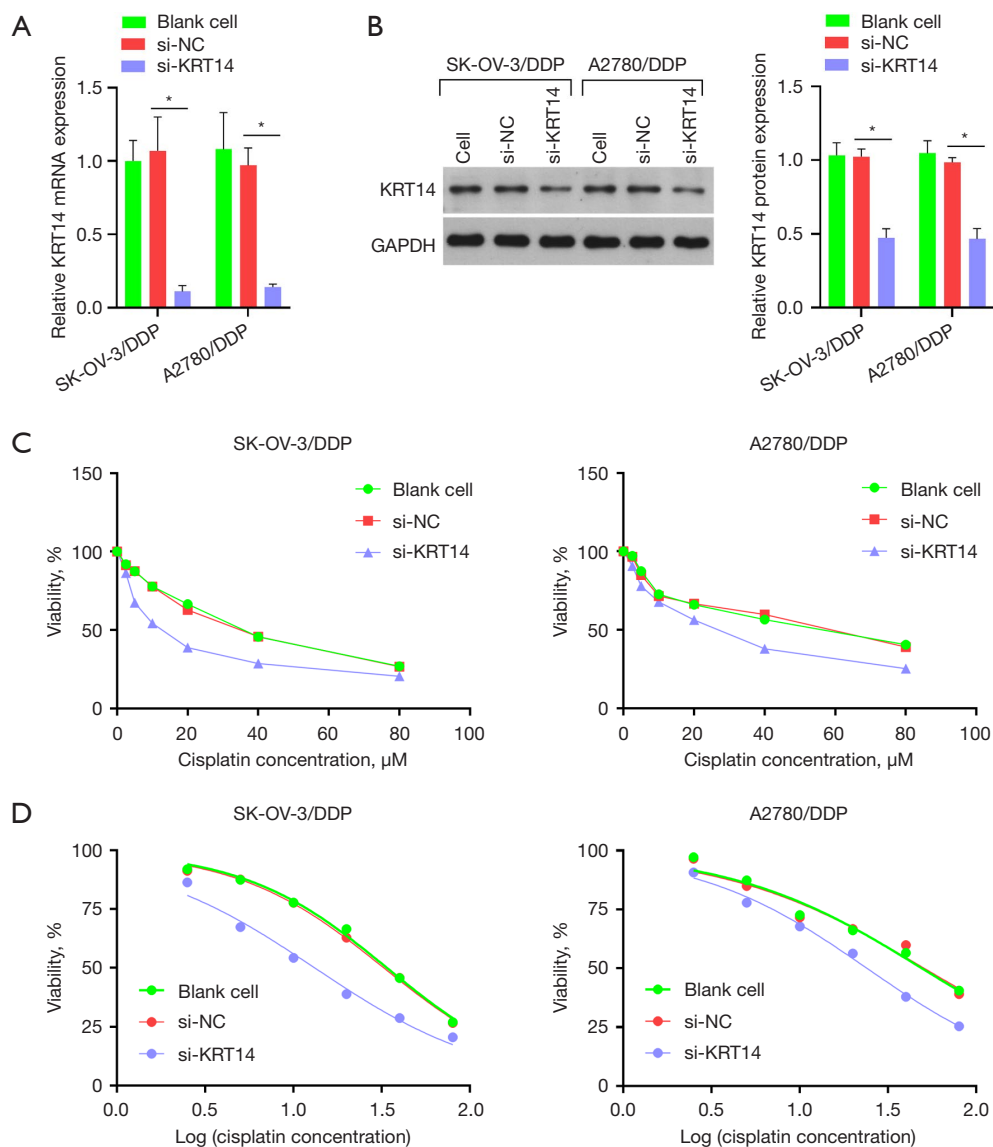 A
Blank cell
si-NC
si-KRT14
Relative KRT14 mRNA expression
1.5
1.0
0.5
0.0
*
*
SK-OV-3/DDP
A2780/DDP
B
SK-OV-3/DDP
A2780/DDP
Cell
si-NC
si-KRT14
Cell
si-NC
si-KRT14
KRT14
GAPDH
Blank cell
si-NC
si-KRT14
Relative KRT14 protein expression
1.5
1.0
0.5
0.0
*
*
SK-OV-3/DDP
A2780/DDP
C
SK-OV-3/DDP
Viability, %
150
100
50
0
Blank cell
si-NC
si-KRT14
0 20 40 60 80 100
Cisplatin concentration, μM
A2780/DDP
Viability, %
150
100
50
0
Blank cell
si-NC
si-KRT14
0 20 40 60 80 100
Cisplatin concentration, μM
D
SK-OV-3/DDP
Viability, %
100
75
50
25
0
Blank cell
si-NC
si-KRT14
0.0 0.5 1.0 1.5 2.0
Log (cisplatin concentration)
A2780/DDP
Viability, %
100
75
50
25
0
Blank cell
si-NC
si-KRT14
0.0 0.5 1.0 1.5 2.0
Log (cisplatin concentration)